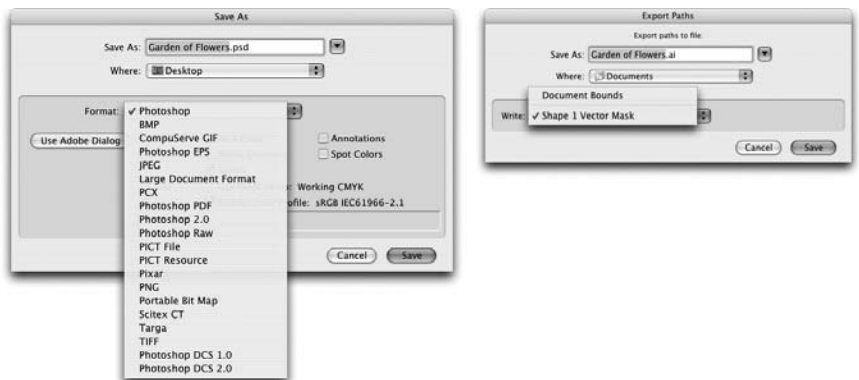 Save As
Save As: Garden of Flowers.psd
Where: Desktop
Format: ✓ Photoshop
BMP
CompuServe GIF
Photoshop EPS
JPEG
Large Document Format
PCX
Photoshop PDF
Photoshop 2.0
Photoshop Raw
PICT File
PICT Resource
Pixar
PNG
Portable Bit Map
Scitex CT
Targa
TIFF
Photoshop DCS 1.0
Photoshop DCS 2.0
Use Adobe Dialog
Annotations
Spot Colors
Working CMYK
sRGB IEC61966-2.1
Cancel Save
Export Paths
Export paths to file
Save As: Garden of Flowers.ai
Where: Documents
Document Bounds
Write: ✓ Shape 1 Vector Mask
Cancel Save